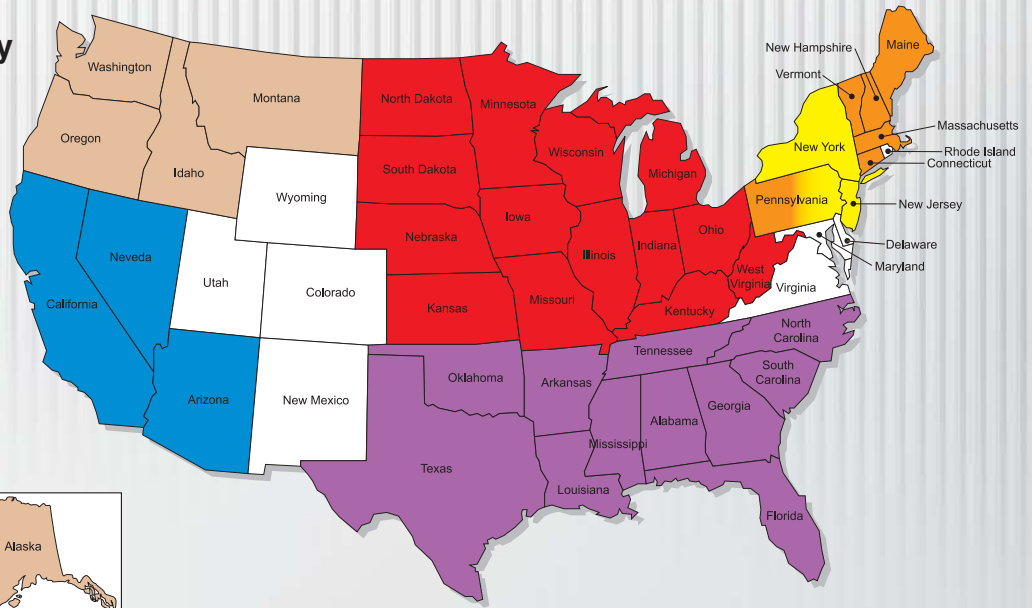 y
Washington
Oregon
Idaho
Montana
Wyoming
North Dakota
South Dakota
Nebraska
Kansas
Minnesota
Iowa
Missouri
Wisconsin
Illinois
Michigan
Indiana
Ohio
West
Virginia
Kentucky
Neveda
California
Utah
Colorado
Arizona
New Mexico
Oklahoma
Texas
Arkansas
Louisiana
Mississippi
Tennessee
Alabama
Georgia
North
Carolina
South
Carolina
Florida
Virginia
Pennsylvania
New York
New Hampshire
Vermont
Maine
Massachusetts
Rhode Island
Connecticut
New Jersey
Delaware
Maryland
Alaska